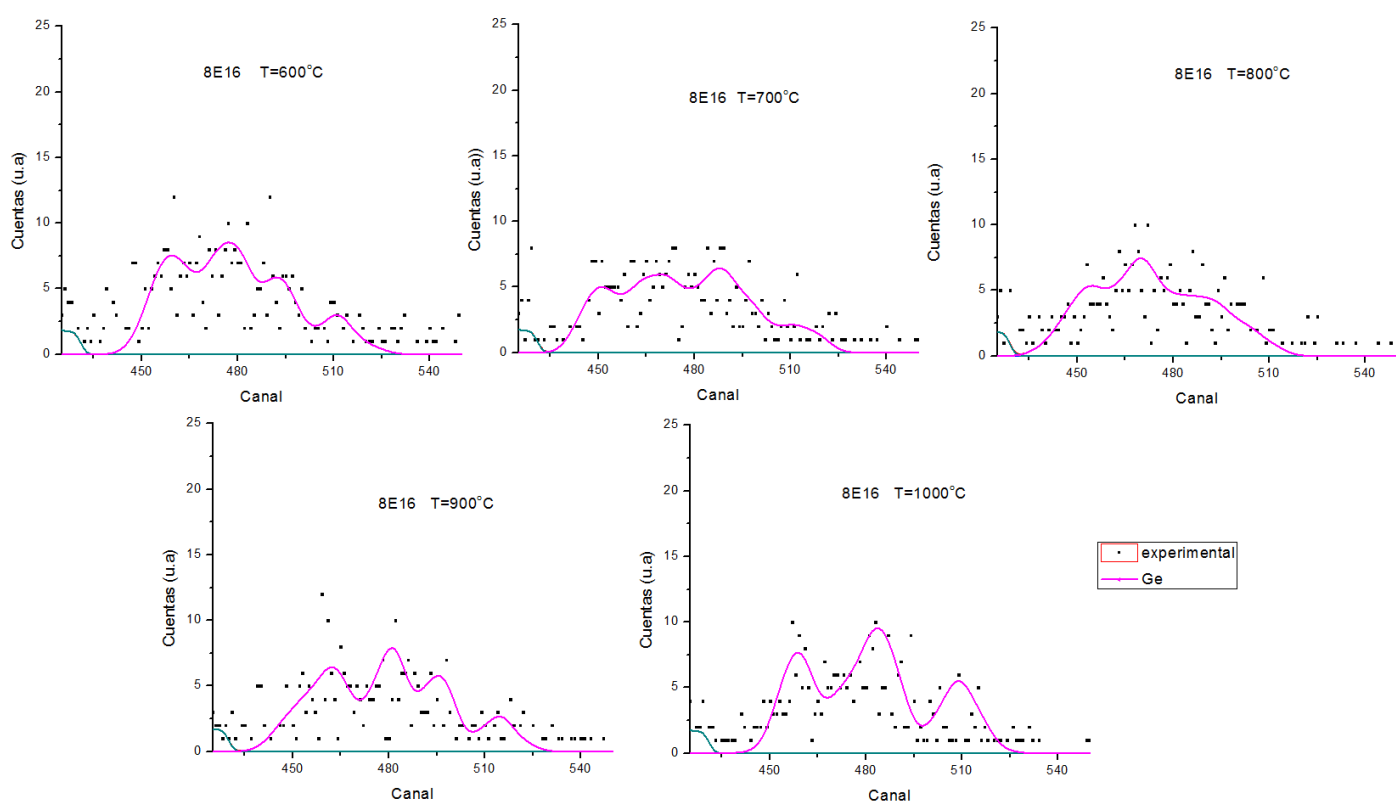 25
20
15
10
5
0
Cuentas (u.a)
8E16 T=600°C
450 480 510 540
Canal
25
20
15
10
5
0
Cuentas (u.a))
8E16 T=700°C
450 480 510 540
Canal
25
20
15
10
5
0
Cuentas (u.a)
8E16 T=800°C
450 480 510 540
Canal
25
20
15
10
5
0
Cuentas (u.a)
8E16 T=900°C
450 480 510 540
Canal
25
20
15
10
5
0
Cuentas (u.a)
8E16 T=1000°C
450 480 510 540
Canal
experimental
Ge